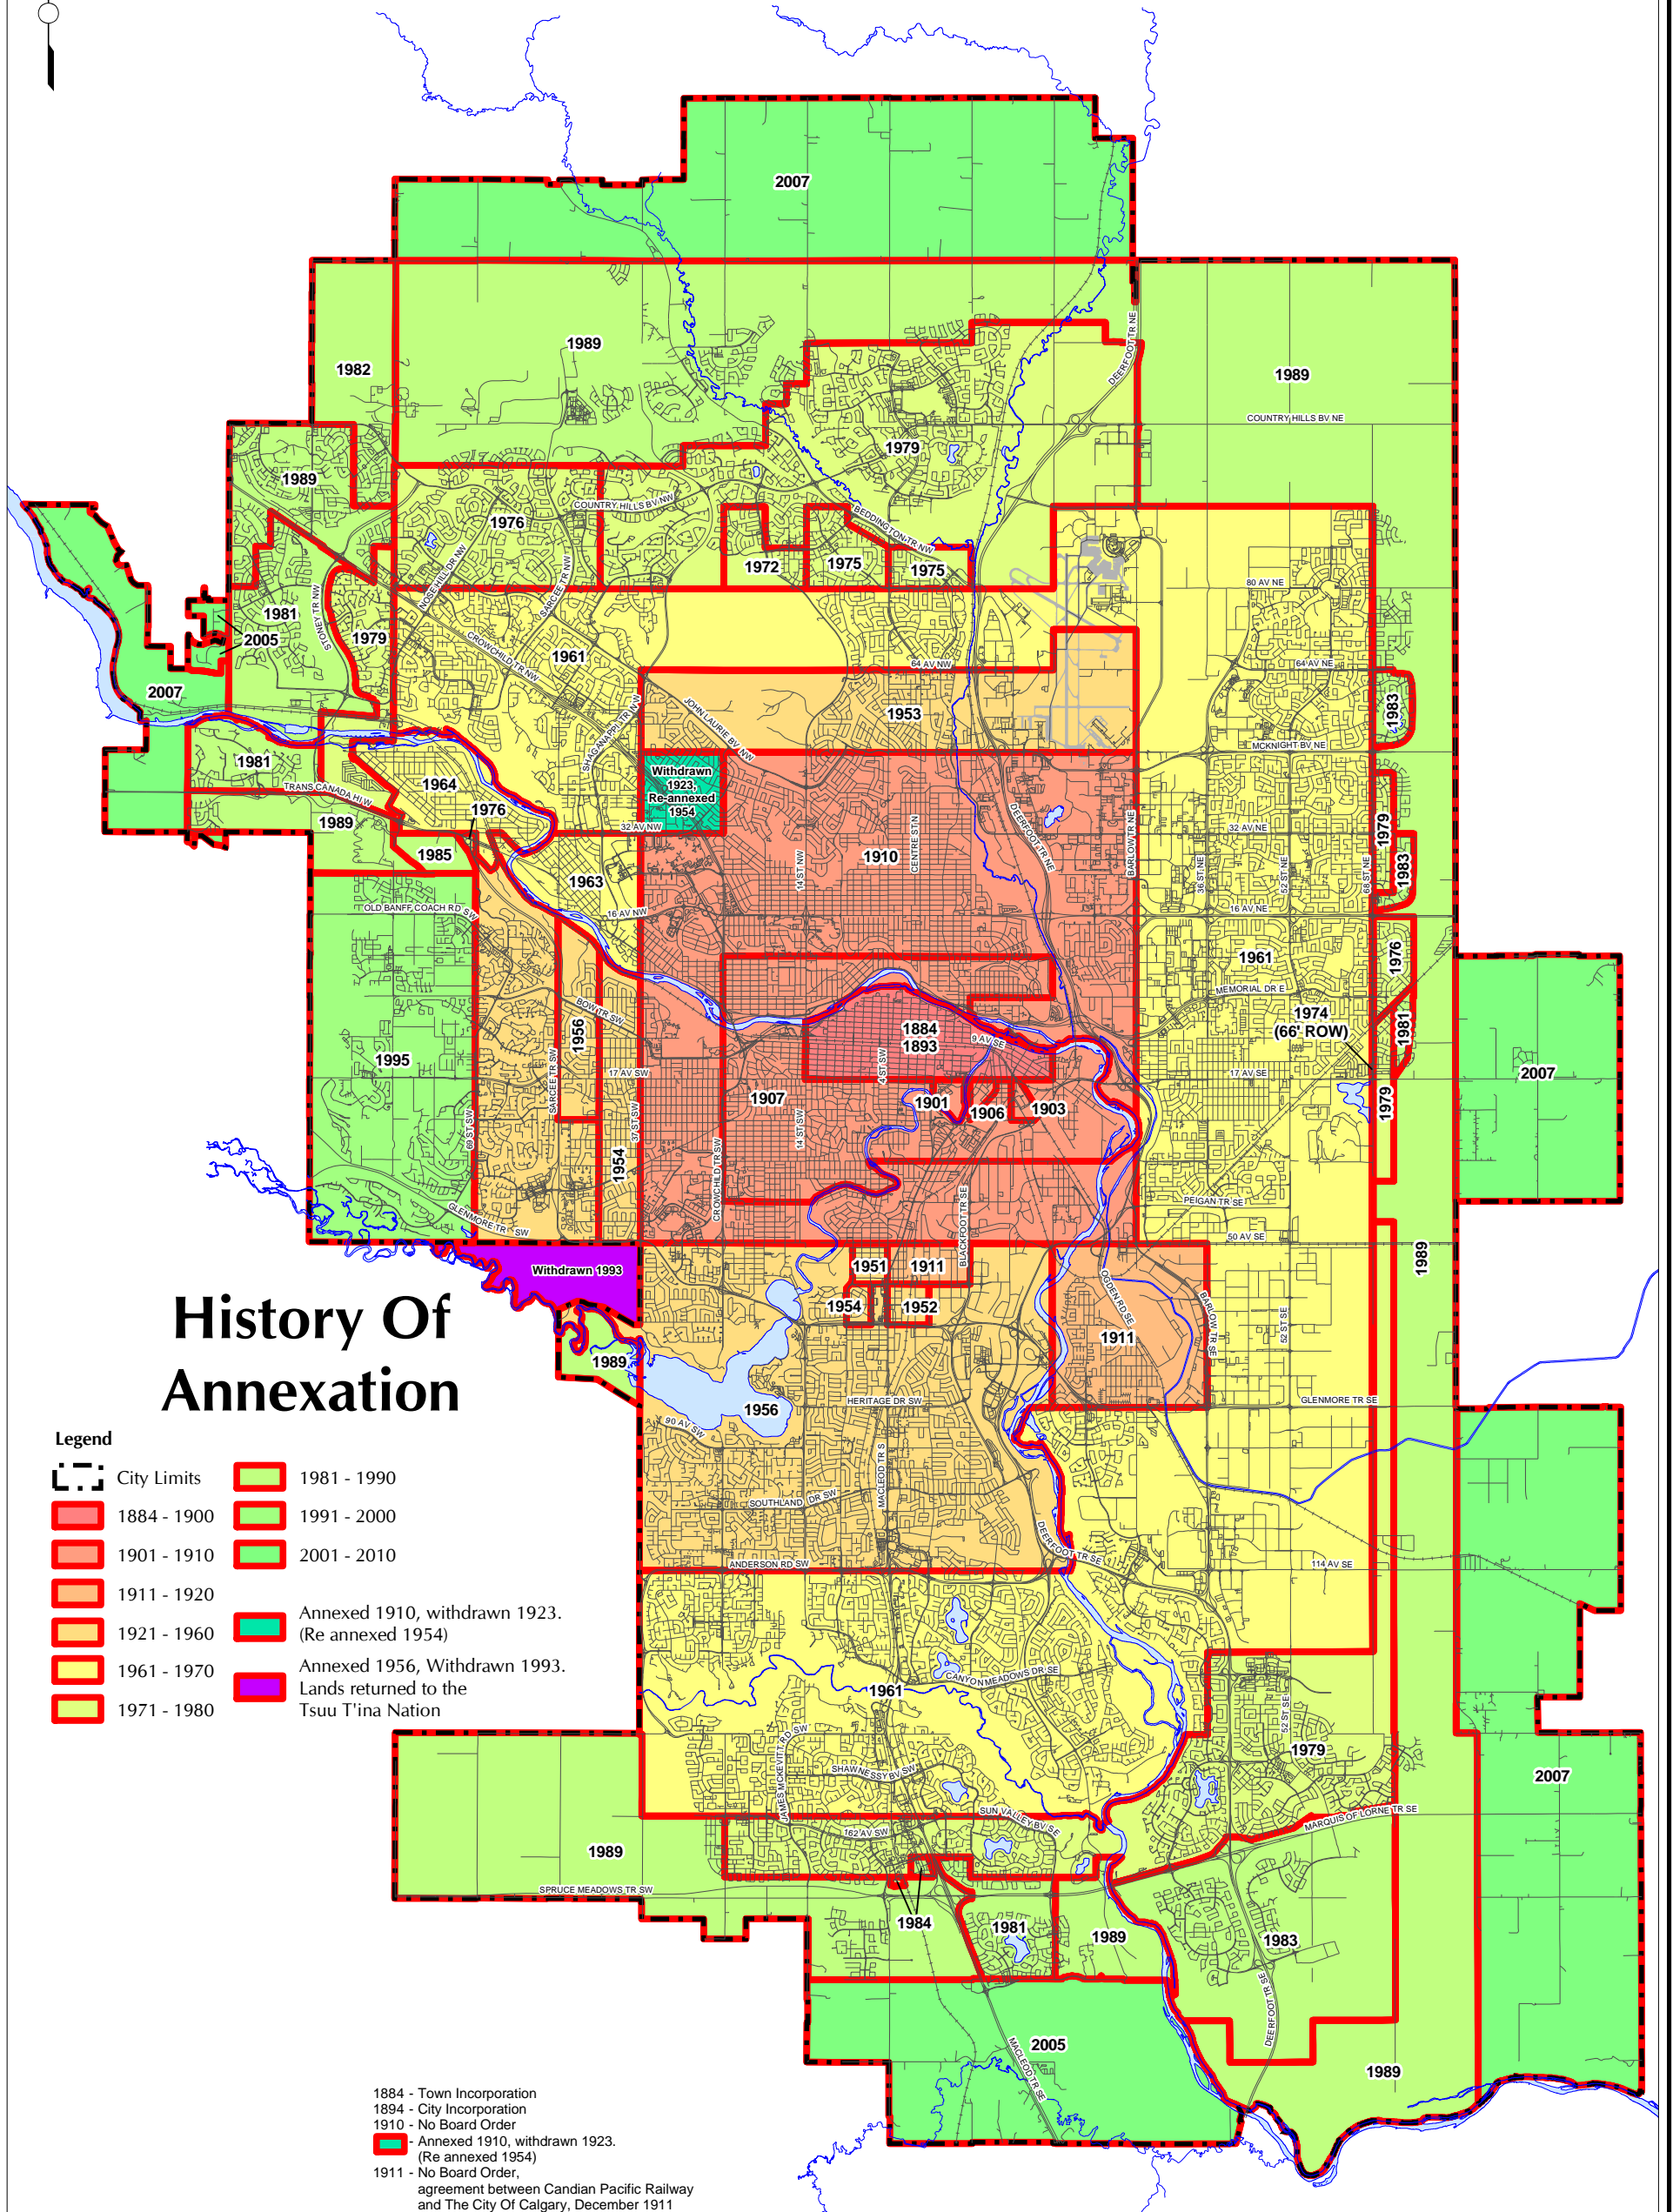 2007
1989
1982
1989
DEERFOOT TR NE
COUNTRY HILLS BV NE
1979
1989
1976
COUNTRY HILLS BV NW
BEDDINGTON TR NW
NOSE HILL DR NW
SARCEE TR NW
1972
1975
1975
80 AV NE
1981
STONEY TR NW
2005
1979
CROWCHILD TR NW
1961
64 AV NW
64 AV NE
2007
JOHN LAURIE BV NW
1953
1983
SHAGANAPPI TR NW
MCKNIGHT BV NE
1981
TRANS CANADA HI W
1964
Withdrawn
1923,
Re-annexed
1954
1976
1989
32 AV NW
32 AV NE
1979
1985
1910
14 ST NW
CENTRE ST N
DEERFOOT TR NE
BARLOW TR NE
36 ST NE
52 ST NE
68 ST NE
1983
1963
OLD BANFF COACH RD SW
16 AV NW
16 AV NE
1961
1976
MEMORIAL DR E
BOW TR SW
1956
1884
1893
9 AV SE
4 ST SW
1974
(66' ROW)
1981
1995
SARCEE TR SW
17 AV SW
17 AV SE
2007
1907
1901
1906
1903
1979
69 ST SW
37 ST SW
14 ST SW
1954
CROWCHILD TR SW
BLACKFOOT TR SE
PEIGAN TR SE
GLENMORE TR SW
50 AV SE
1989
Withdrawn 1993
1951
1911
OGDEN RD SE
BARLOW TR SE
1954
1952
52 ST SE
1911
History Of
Annexation
1989
1956
HERITAGE DR SW
GLENMORE TR SE
90 AV SW
MACLEOD TR S
SOUTHLAND DR SW
DEERFOOT TR SE
ANDERSON RD SW
114 AV SE
Legend
City Limits
1884 - 1900
1901 - 1910
1911 - 1920
1921 - 1960
1961 - 1970
1971 - 1980
1981 - 1990
1991 - 2000
2001 - 2010
Annexed 1910, withdrawn 1923.
(Re annexed 1954)
Annexed 1956, Withdrawn 1993.
Lands returned to the
Tsuu T'ina Nation
CANYON MEADOWS DR SE
1961
52 ST SE
JAMES MCKEVITT RD SW
1979
SHAWNESSY BV SW
2007
SUN VALLEY BV SE
MARQUIS OF LORNE TR SE
162 AV SW
1989
SPRUCE MEADOWS TR SW
1984
1981
1989
1983
DEERFOOT TR SE
2005
MACLEOD TR SE
1989
1884 - Town Incorporation
1894 - City Incorporation
1910 - No Board Order
- Annexed 1910, withdrawn 1923.
(Re annexed 1954)
1911 - No Board Order,
agreement between Candian Pacific Railway
and The City Of Calgary, December 1911